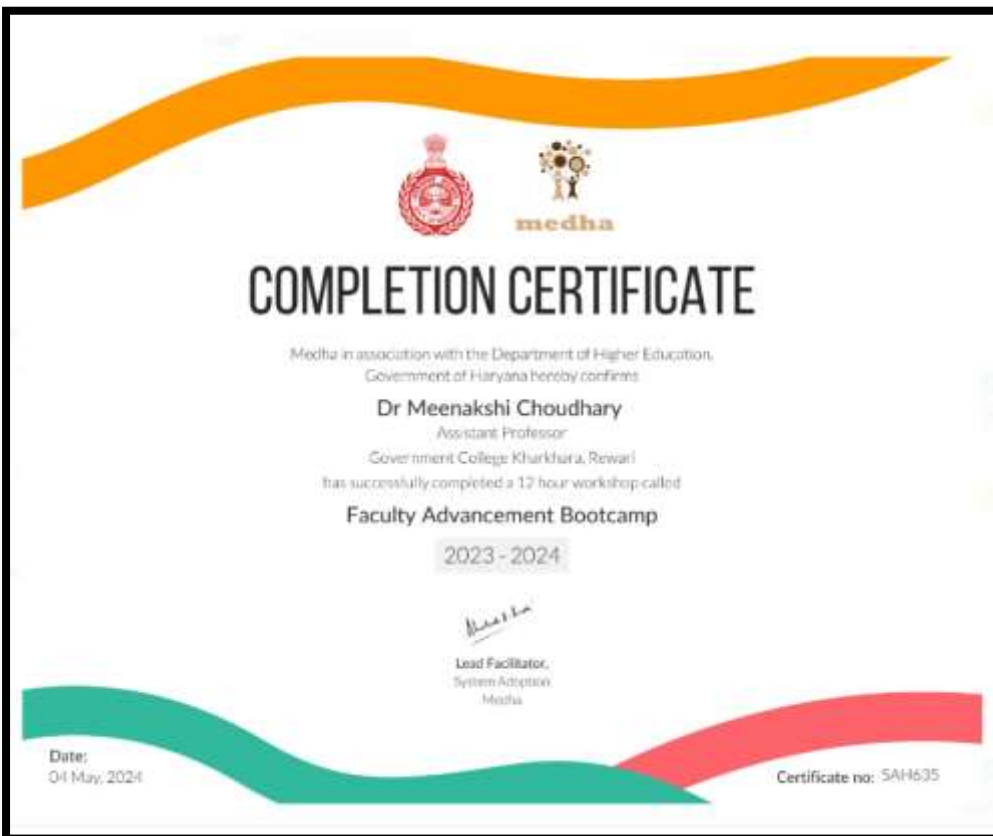 medha
COMPLETION CERTIFICATE
Medha in association with the Department of Higher Education,
Government of Haryana hereby confirms
Dr Meenakshi Choudhary
Assistant Professor
Government College Kharkhara, Rewari
has successfully completed a 12 hour workshop called
Faculty Advancement Bootcamp
2023 - 2024
Lead Facilitator,
System Adoption
Medha
Date:
04 May, 2024
Certificate no: SAH635